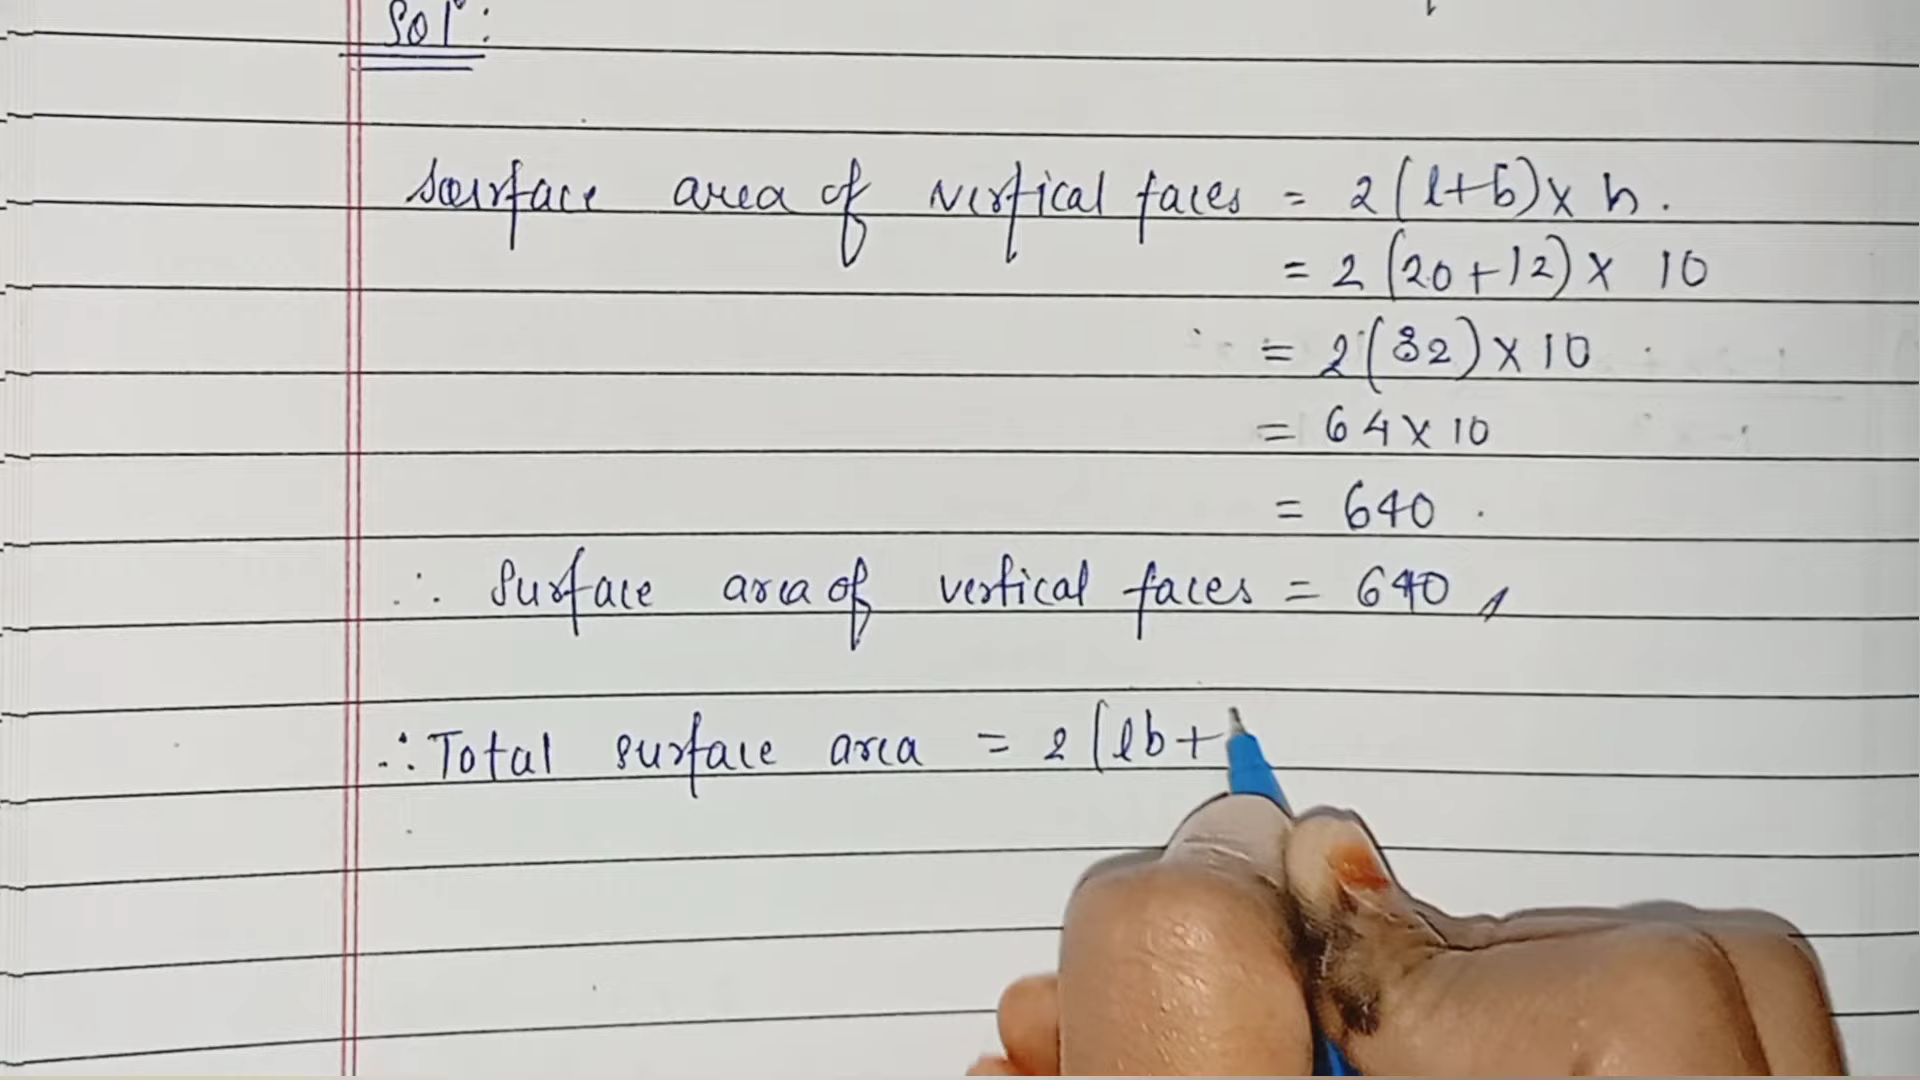 Solⁿ:
Surface area of vertical faces = 2(l+b)× h.
= 2(20+12)× 10
= 2(32)×10
= 64×10
= 640.
∴ Surface area of vertical faces = 640
∴ Total surface area = 2(lb+